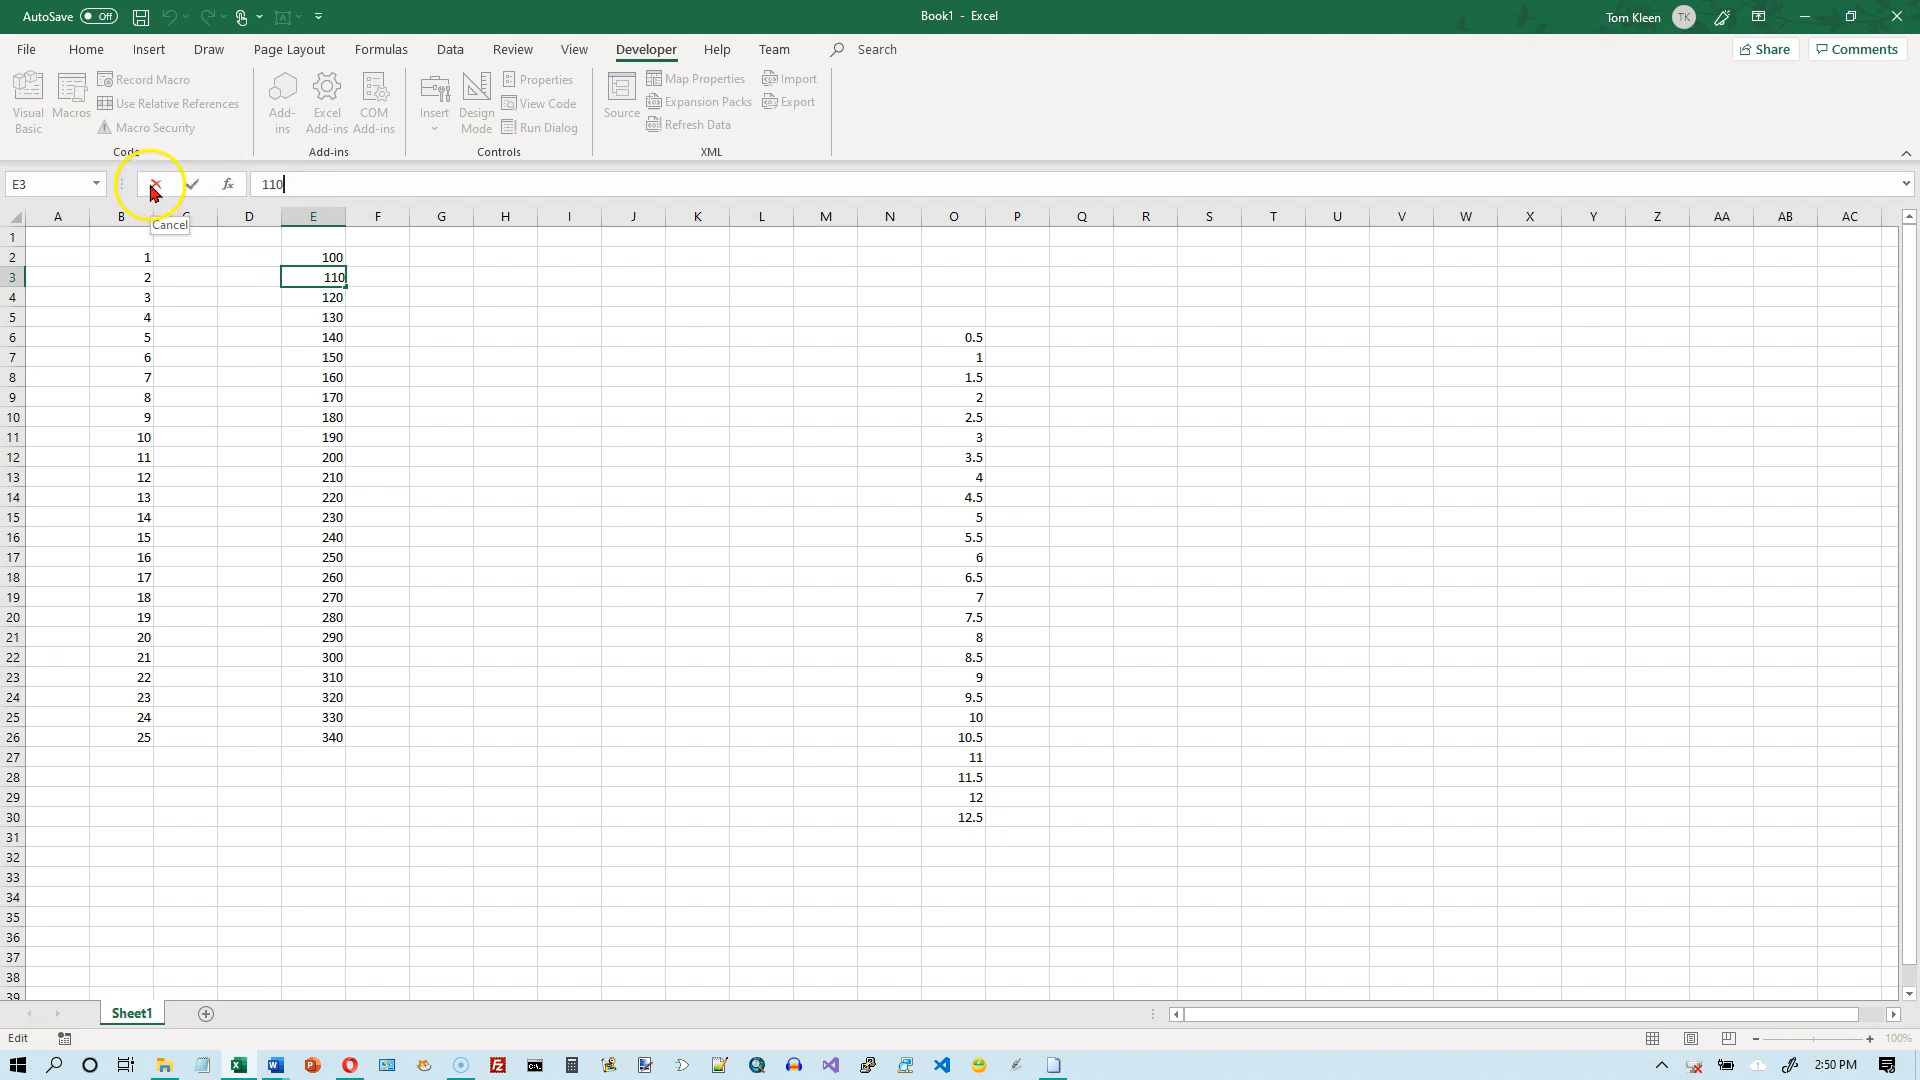 AutoSave Off
Book1 - Excel
Tom Kleen TK
File Home Insert Draw Page Layout Formulas Data Review View Developer Help Team Search
Share Comments
Visual Basic
Macros
Record Macro
Use Relative References
Macro Security
Code
Add-ins
Excel Add-ins
COM Add-ins
Add-ins
Insert
Design Mode
Properties
View Code
Run Dialog
Controls
Source
Map Properties
Expansion Packs
Refresh Data
Import
Export
XML
E3 fx 110
Cancel
A B C D E F G H I J K L M N O P Q R S T U V W X Y Z AA AB AC
1
2 1 100
3 2 110
4 3 120
5 4 130
6 5 140 0.5
7 6 150 1
8 7 160 1.5
9 8 170 2
10 9 180 2.5
11 10 190 3
12 11 200 3.5
13 12 210 4
14 13 220 4.5
15 14 230 5
16 15 240 5.5
17 16 250 6
18 17 260 6.5
19 18 270 7
20 19 280 7.5
21 20 290 8
22 21 300 8.5
23 22 310 9
24 23 320 9.5
25 24 330 10
26 25 340 10.5
27 11
28 11.5
29 12
30 12.5
31
32
33
34
35
36
37
38
39
Sheet1
Edit
100%
2:50 PM